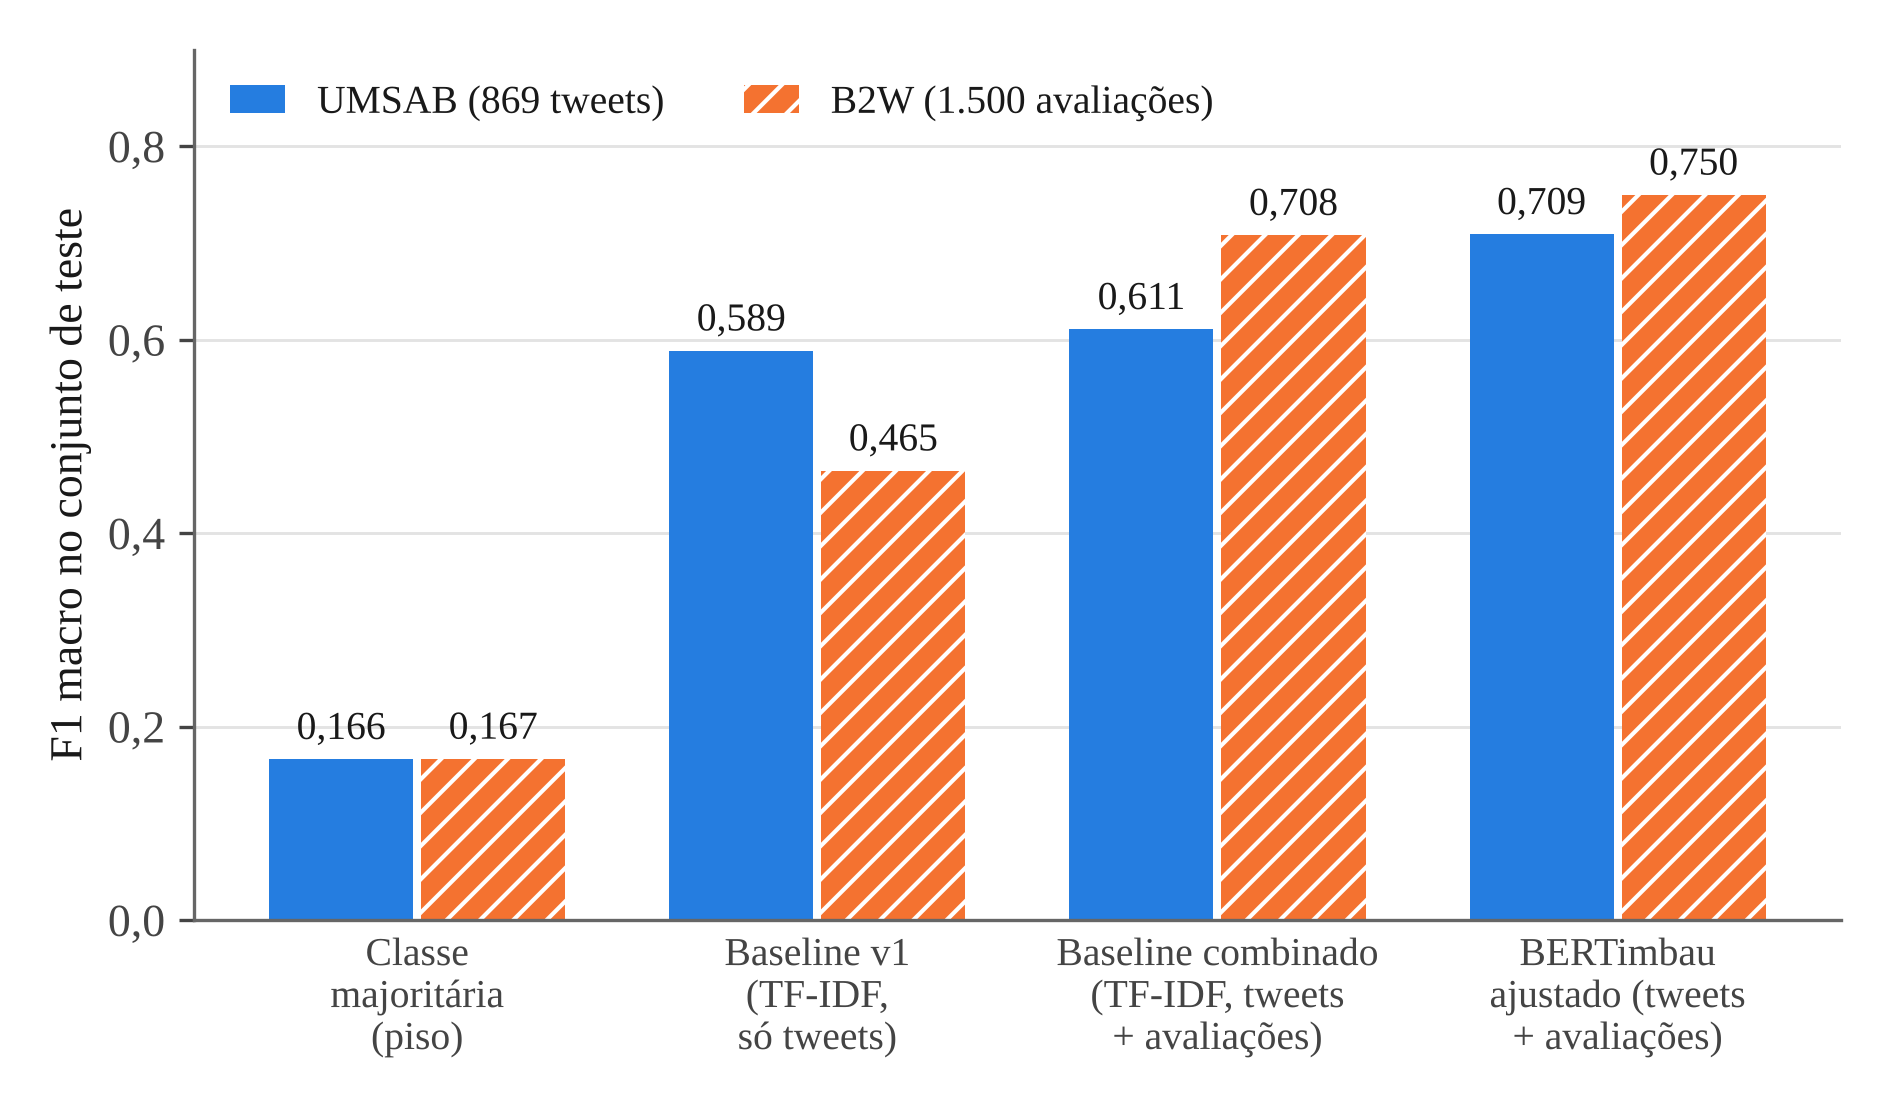 UMSAB (869 tweets)
B2W (1.500 avaliações)
F1 macro no conjunto de teste
0,8
0,6
0,4
0,2
0,0
0,166
0,167
0,589
0,465
0,611
0,708
0,709
0,750
Classe
majoritária
(piso)
Baseline v1
(TF-IDF,
só tweets)
Baseline combinado
(TF-IDF, tweets
+ avaliações)
BERTimbau
ajustado (tweets
+ avaliações)